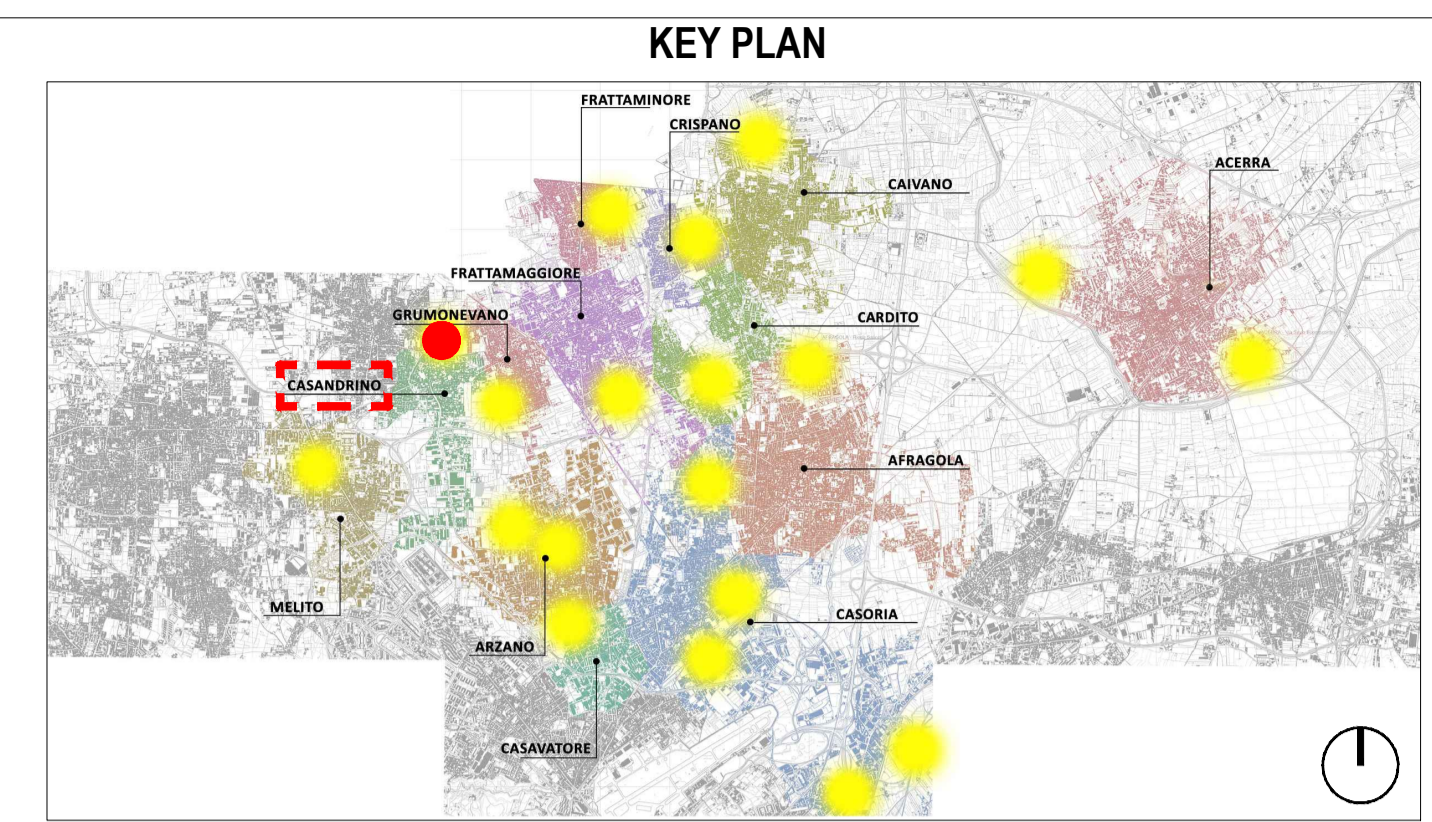 KEY PLAN
FRATTAMINORE
CRISPANO
ACERRA
CAIVANO
FRATTAMAGGIORE
GRUMONEVANO
CARDITO
CASANDRINO
AFRAGOLA
MELITO
CASORIA
ARZANO
CASAVATORE